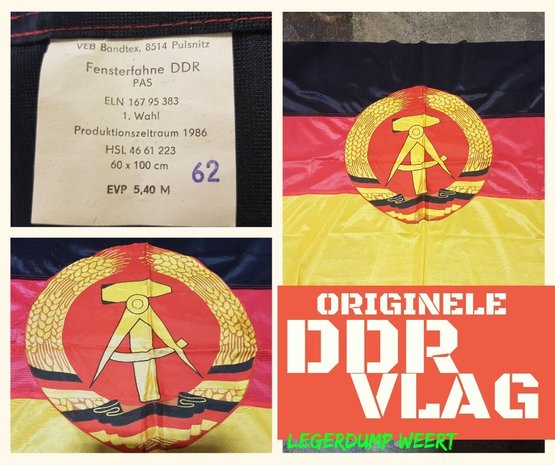 VEB Bandtex, 8514 Pulsnitz
Fensterfahne DDR
PAS
ELN 167 95 383
1. Wahl
Produktionszeitraum 1986
HSL 46 61 223
60 x 100 cm
62
EVP 5,40 M
ORIGINELE
DDR
VLAG
LEGERDUMP WEERT